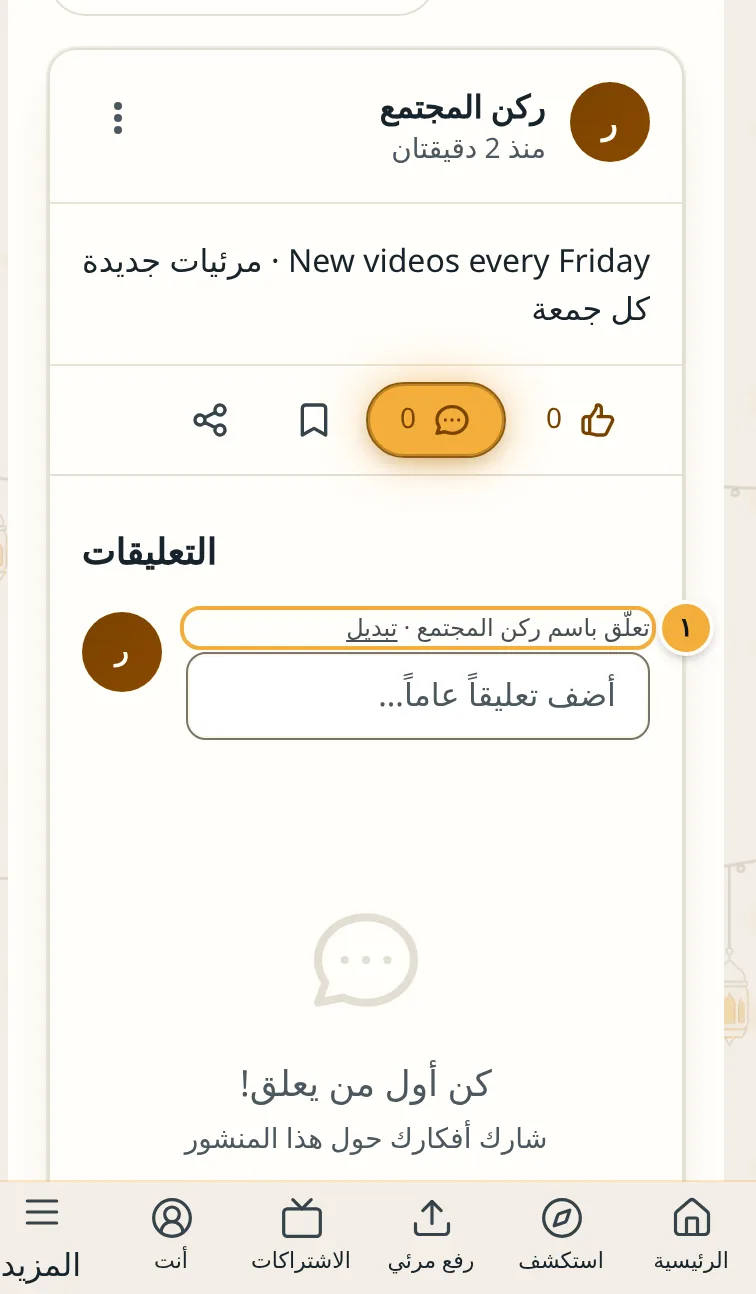 ر
ركن المجتمع
منذ 2 دقيقتان
New videos every Friday · مرئيات جديدة
كل جمعة
0
0
التعليقات
١
تعلّق باسم ركن المجتمع · تبديل
ر
أضف تعليقاً عاماً...
كن أول من يعلق!
شارك أفكارك حول هذا المنشور
الرئيسية
استكشف
رفع مرئي
الاشتراكات
أنت
المزيد